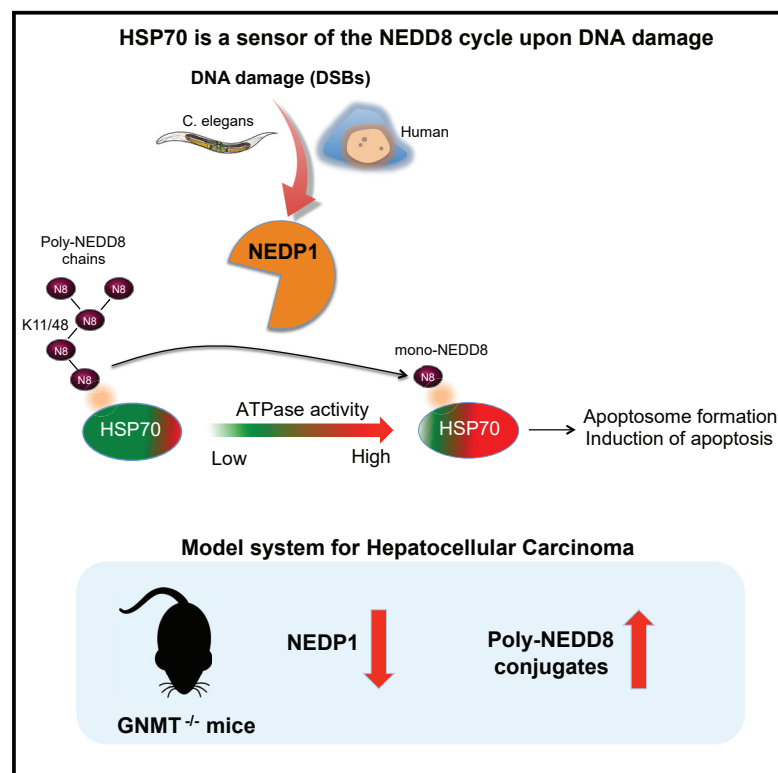 HSP70 is a sensor of the NEDD8 cycle upon DNA damage
DNA damage (DSBs)
C. elegans
Human
NEDP1
Poly-NEDD8
chains
N8
N8
N8
K11/48
N8
N8
mono-NEDD8
N8
HSP70
ATPase activity
Low
High
HSP70
Apoptosome formation
Induction of apoptosis
Model system for Hepatocellular Carcinoma
NEDP1
Poly-NEDD8
conjugates
GNMT -/- mice